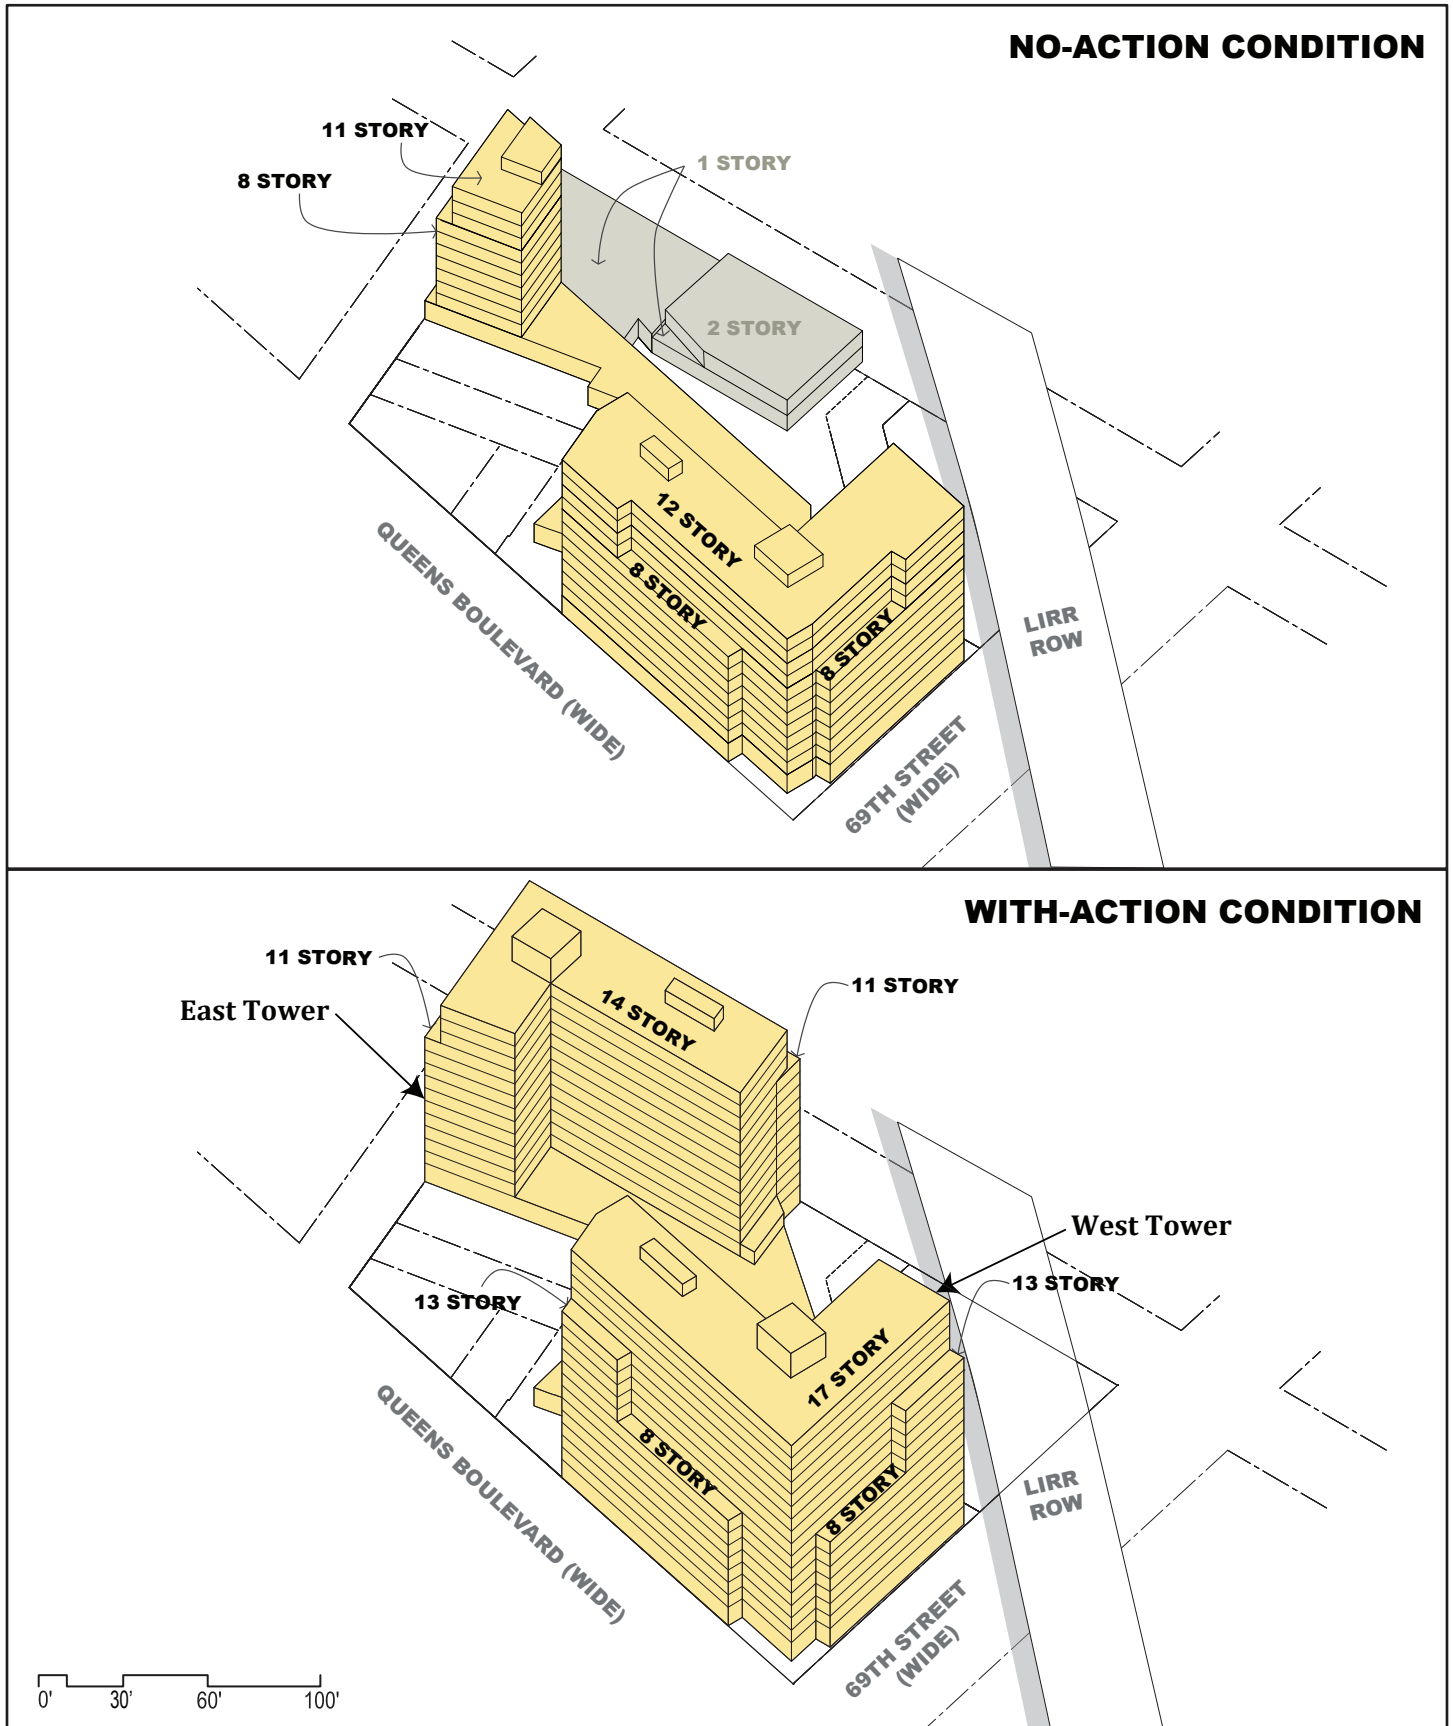 NO-ACTION CONDITION
11 STORY
8 STORY
1 STORY
2 STORY
12 STORY
8 STORY
8 STORY
QUEENS BOULEVARD (WIDE)
69TH STREET
(WIDE)
LIRR
ROW
WITH-ACTION CONDITION
11 STORY
East Tower
14 STORY
11 STORY
West Tower
13 STORY
13 STORY
17 STORY
8 STORY
8 STORY
QUEENS BOULEVARD (WIDE)
69TH STREET
(WIDE)
LIRR
ROW
0' 30' 60' 100'